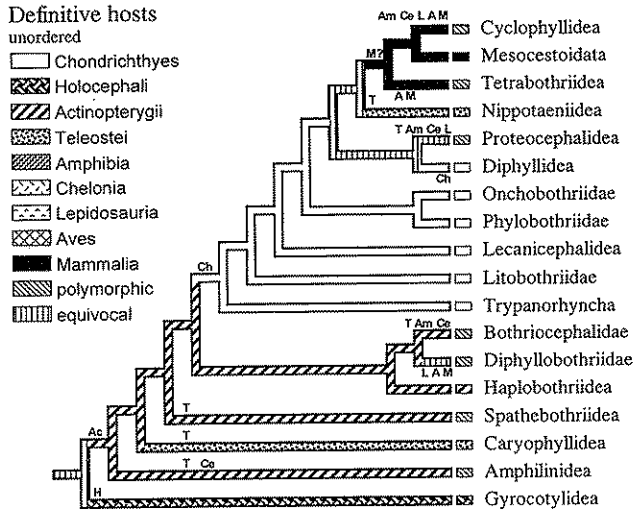 Definitive hosts
unordered
Chondrichthyes
Holocephali
Actinopterygii
Teleostei
Amphibia
Chelonia
Lepidosauria
Aves
Mammalia
polymorphic
equivocal
Am Ce L A M
Cyclophyllidea
M?
Mesocestoidata
Tetrabothriidea
A M
T
Nippotaeniidea
T Am Ce L
Proteocephalidea
Diphyllidea
Ch
Onchobothriidae
Phylobothriidae
Lecanicephalidea
Ch
Litobothriidae
Trypanorhyncha
T Am Ce
Bothriocephalidae
Diphyllobothriidae
L A M
Haplobothriidea
T
Spathebothriidea
Ac
T
Caryophyllidea
T Ce
Amphilinidea
H
Gyrocotylidea